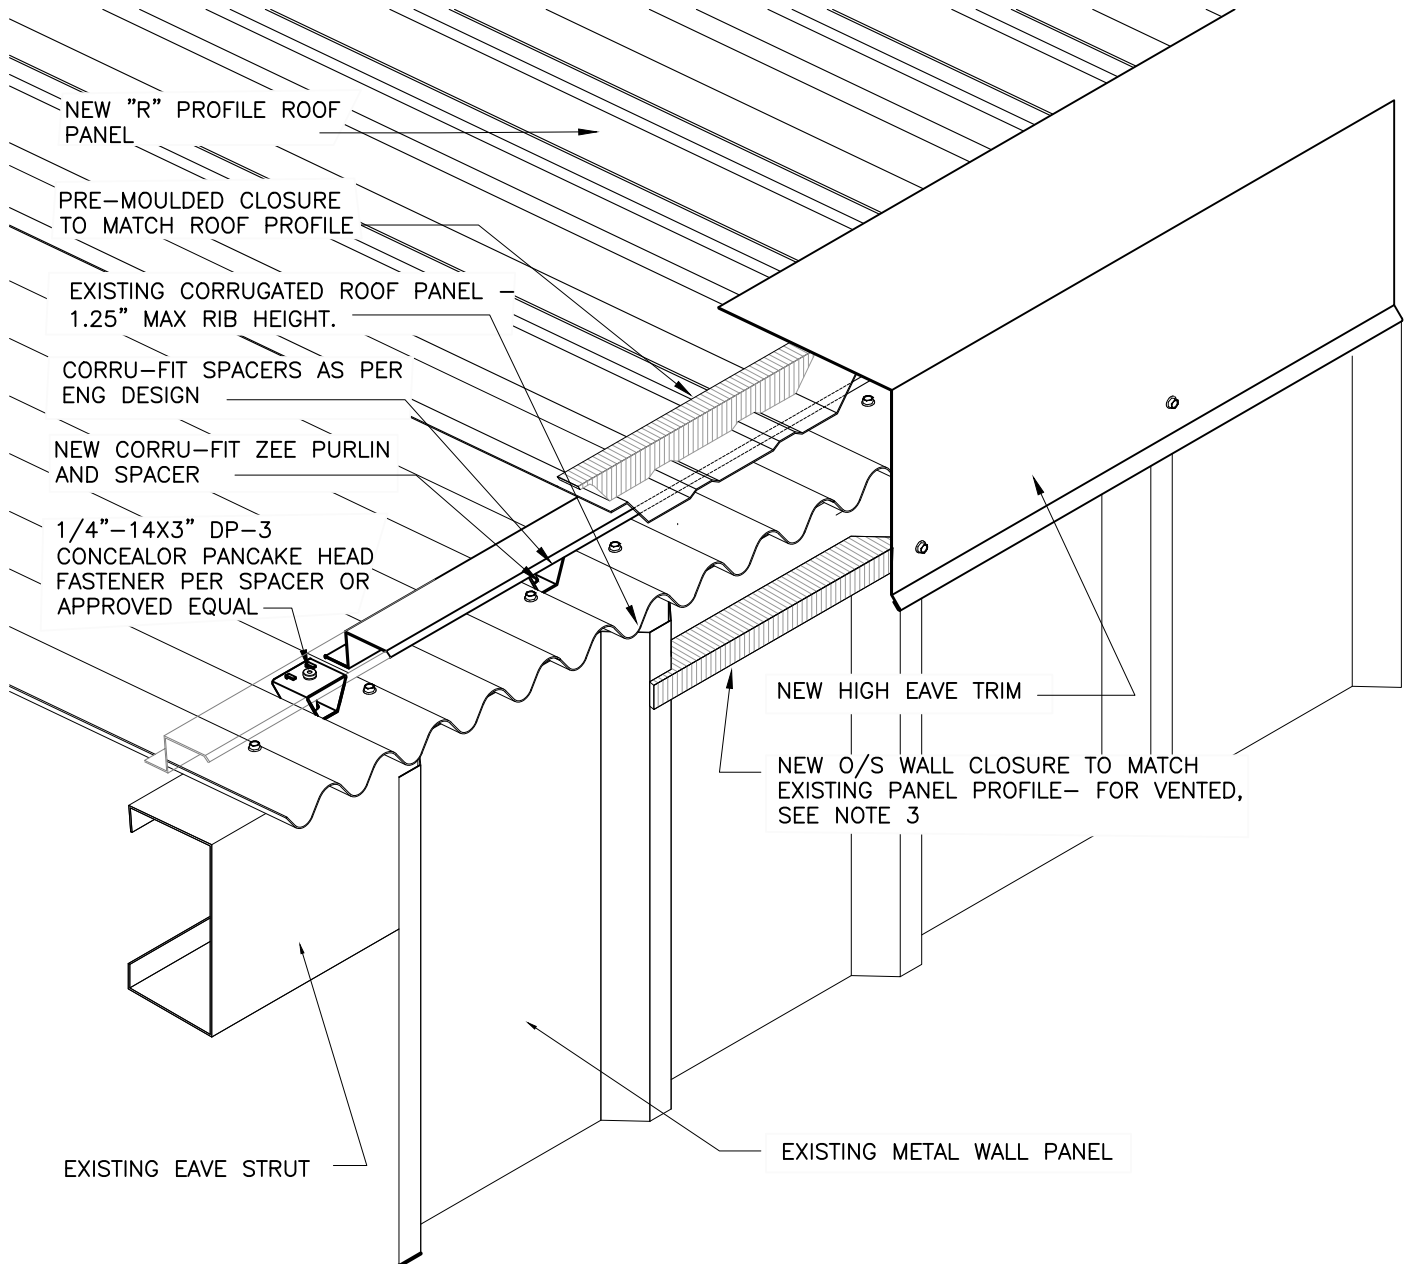 NEW "R" PROFILE ROOF
PANEL
PRE-MOULDED CLOSURE
TO MATCH ROOF PROFILE
EXISTING CORRUGATED ROOF PANEL -
1.25" MAX RIB HEIGHT.
CORRU-FIT SPACERS AS PER
ENG DESIGN
NEW CORRU-FIT ZEE PURLIN
AND SPACER
1/4"-14X3" DP-3
CONCEALOR PANCAKE HEAD
FASTENER PER SPACER OR
APPROVED EQUAL
NEW HIGH EAVE TRIM
NEW O/S WALL CLOSURE TO MATCH
EXISTING PANEL PROFILE- FOR VENTED,
SEE NOTE 3
EXISTING METAL WALL PANEL
EXISTING EAVE STRUT